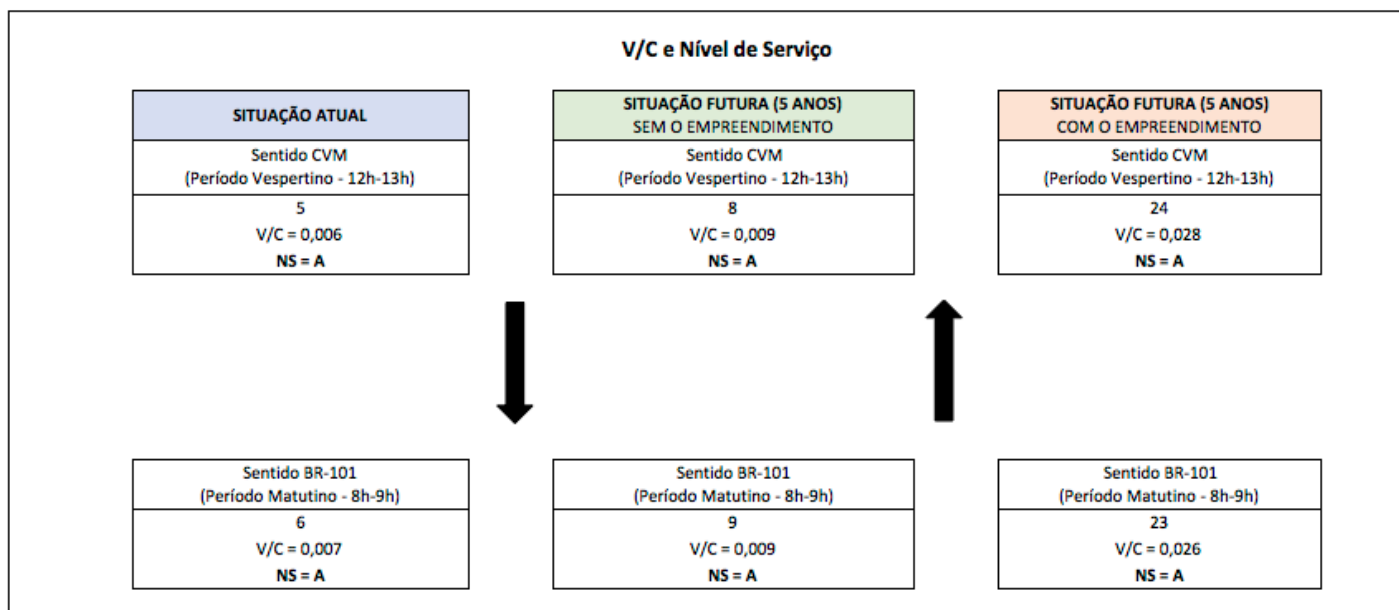 V/C e Nível de Serviço
SITUAÇÃO ATUAL
Sentido CVM
(Período Vespertino - 12h-13h)
5
V/C = 0,006
NS = A
SITUAÇÃO FUTURA (5 ANOS)
SEM O EMPREENDIMENTO
Sentido CVM
(Período Vespertino - 12h-13h)
8
V/C = 0,009
NS = A
SITUAÇÃO FUTURA (5 ANOS)
COM O EMPREENDIMENTO
Sentido CVM
(Período Vespertino - 12h-13h)
24
V/C = 0,028
NS = A
Sentido BR-101
(Período Matutino - 8h-9h)
6
V/C = 0,007
NS = A
Sentido BR-101
(Período Matutino - 8h-9h)
9
V/C = 0,009
NS = A
Sentido BR-101
(Período Matutino - 8h-9h)
23
V/C = 0,026
NS = A